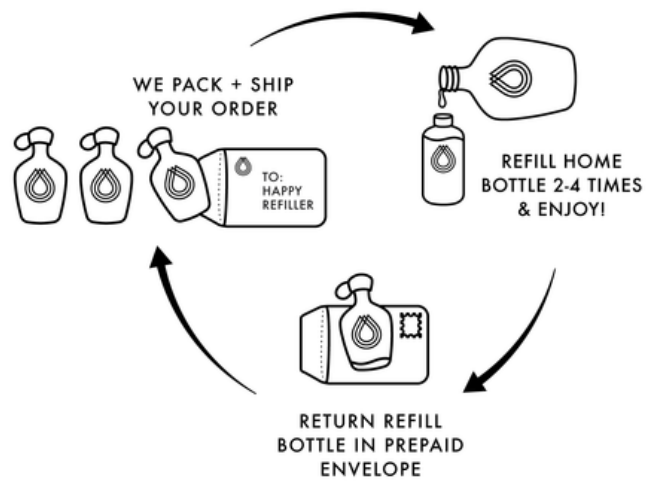 WE PACK + SHIP
YOUR ORDER
TO:
HAPPY
REFILLER
REFILL HOME
BOTTLE 2-4 TIMES
& ENJOY!
RETURN REFILL
BOTTLE IN PREPAID
ENVELOPE